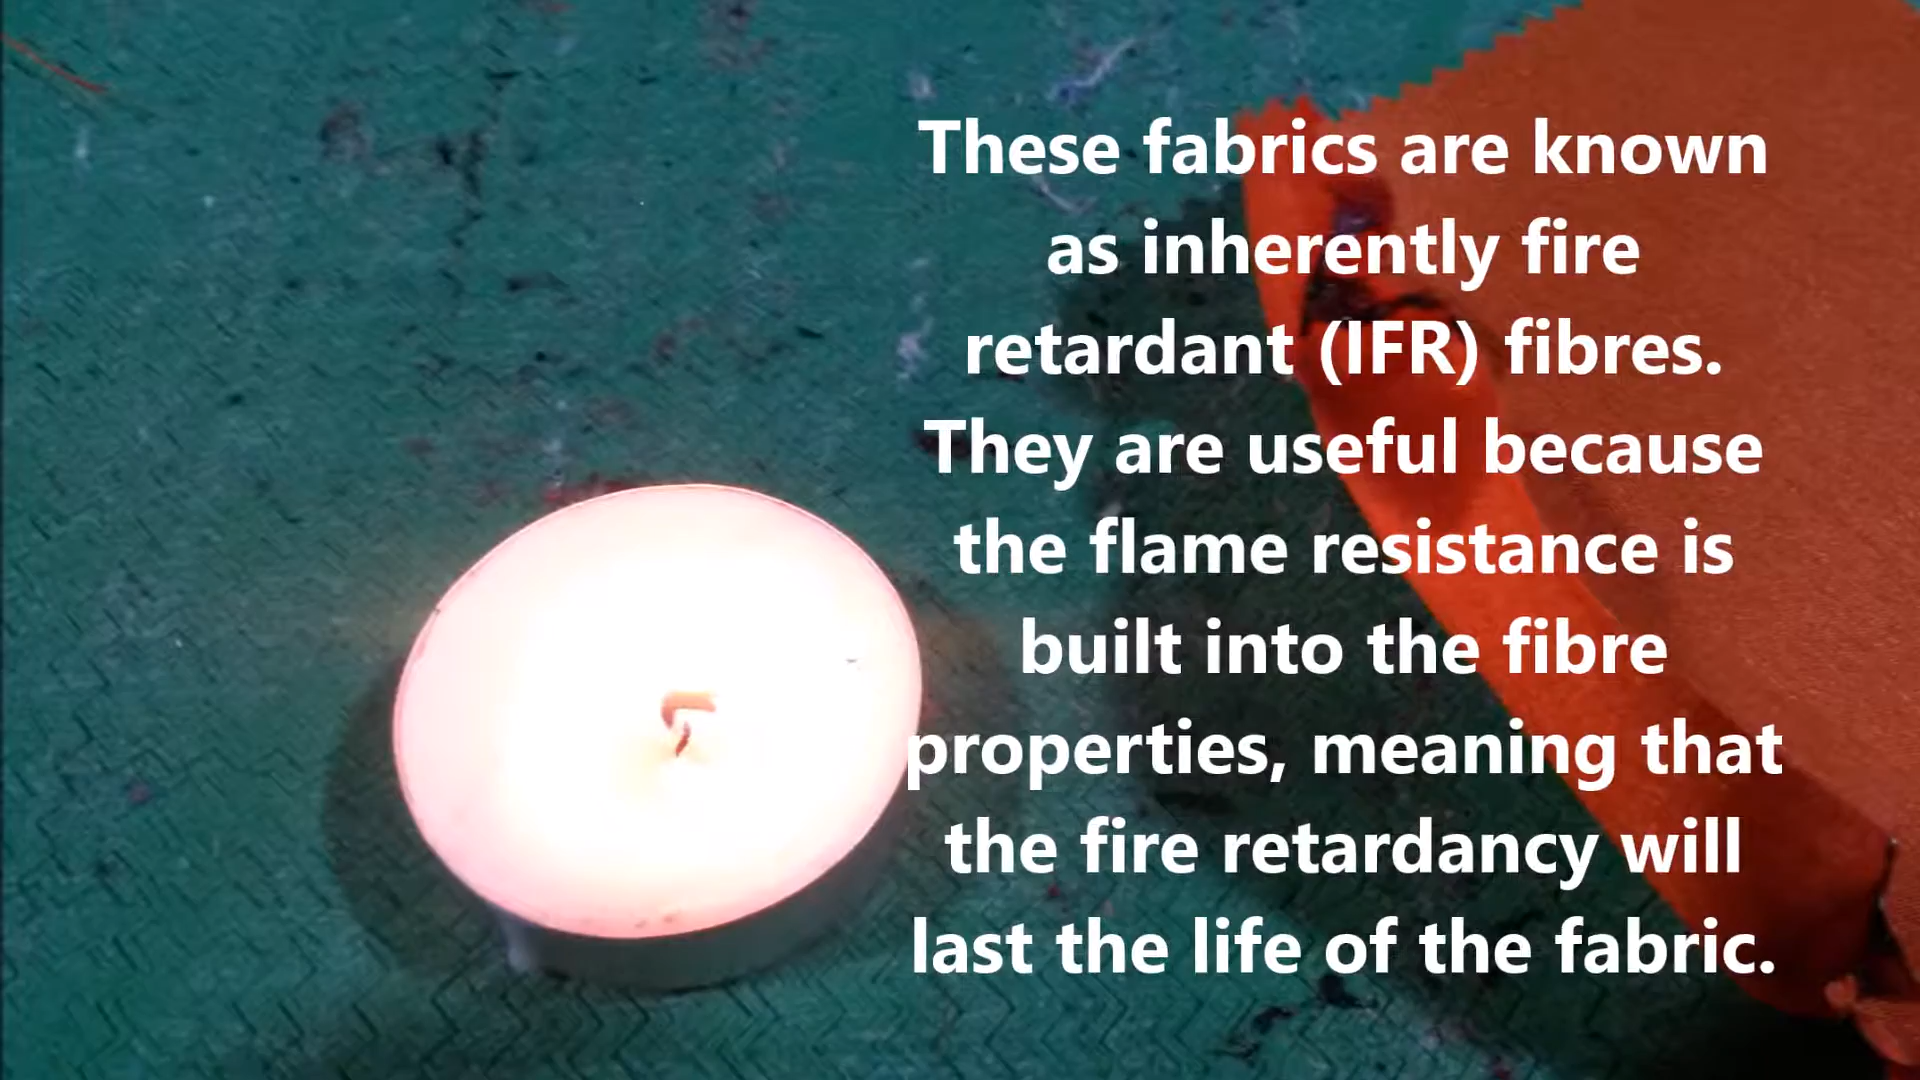 These fabrics are known
as inherently fire
retardant (IFR) fibres.
They are useful because
the flame resistance is
built into the fibre
properties, meaning that
the fire retardancy will
last the life of the fabric.